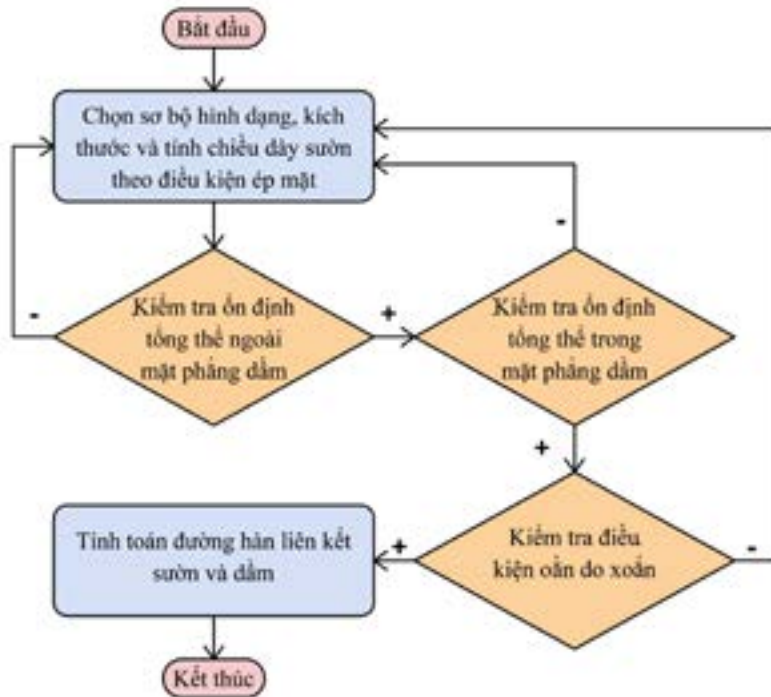 Bắt đầu
Chọn sơ bộ hình dạng, kích
thước và tính chiều dày sườn
theo điều kiện ép mặt
-
Kiểm tra ổn định
tổng thể ngoài
mặt phẳng dầm
-
+
Kiểm tra ổn định
tổng thể trong
mặt phẳng dầm
+
Kiểm tra điều
kiện oằn do xoắn
-
+
Tính toán đường hàn liên kết
sườn và dầm
Kết thúc